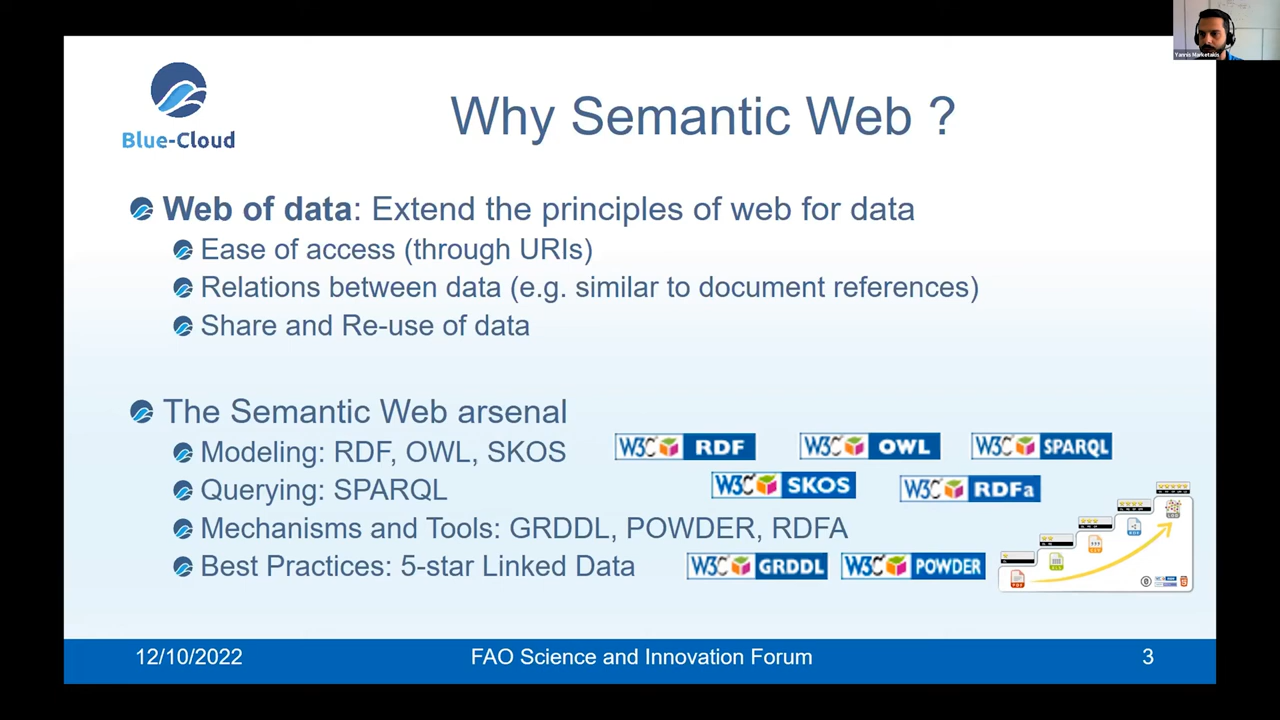 Yannis Marketakis
Blue-Cloud
Why Semantic Web ?
Web of data: Extend the principles of web for data
Ease of access (through URIs)
Relations between data (e.g. similar to document references)
Share and Re-use of data
The Semantic Web arsenal
Modeling: RDF, OWL, SKOS
W3C RDF
W3C OWL
W3C SPARQL
Querying: SPARQL
W3C SKOS
W3C RDFa
Mechanisms and Tools: GRDDL, POWDER, RDFA
Best Practices: 5-star Linked Data
W3C GRDDL
W3C POWDER
12/10/2022
FAO Science and Innovation Forum
3